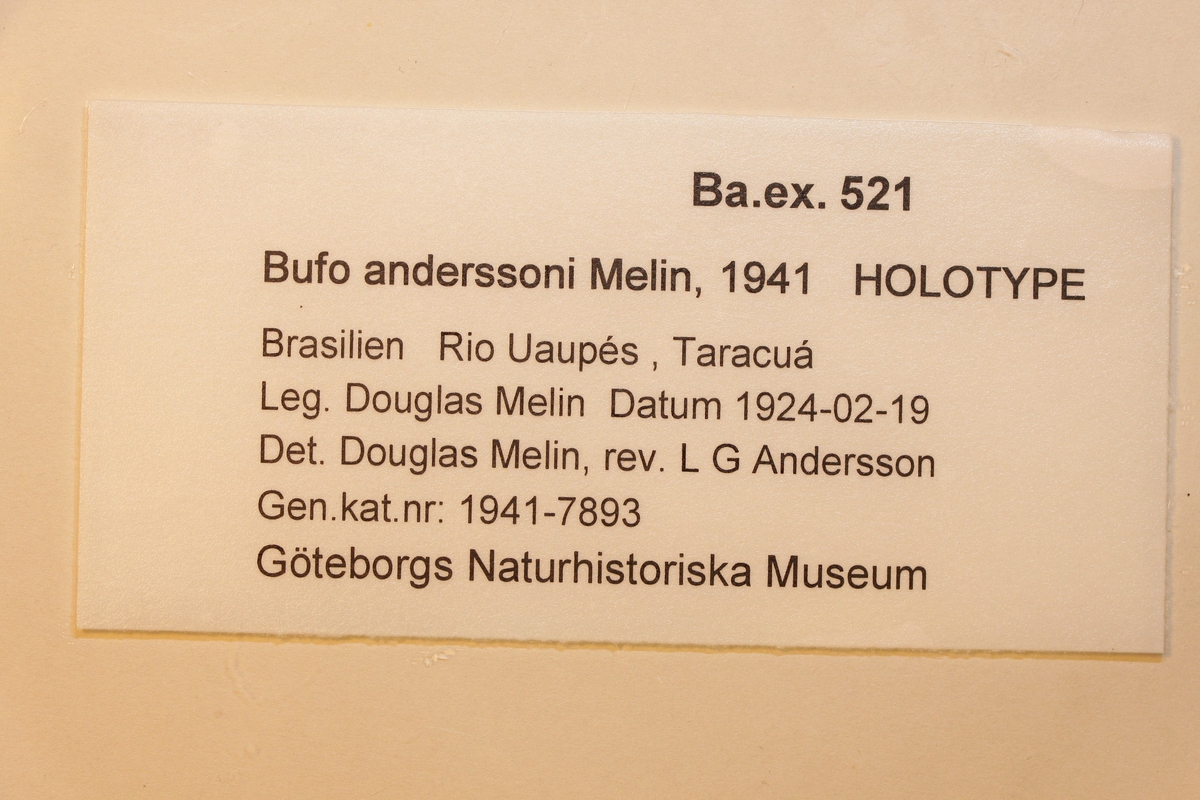 Ba.ex. 521
Bufo anderssoni Melin, 1941 HOLOTYPE
Brasilien Rio Uaupés , Taracuá
Leg. Douglas Melin Datum 1924-02-19
Det. Douglas Melin, rev. L G Andersson
Gen.kat.nr: 1941-7893
Göteborgs Naturhistoriska Museum